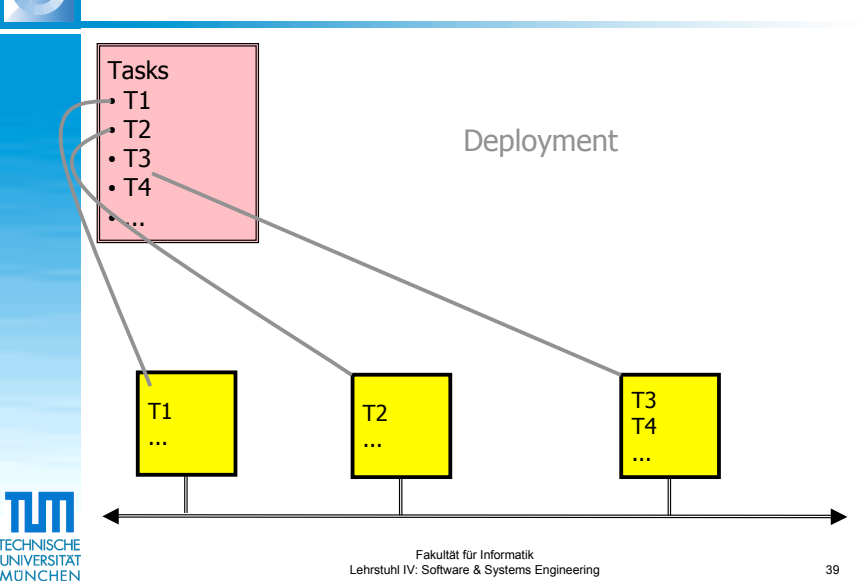 Tasks
• T1
• T2
• T3
• T4
• ...
Deployment
T1
...
T2
...
T3
T4
...
TUM
TECHNISCHE
UNIVERSITÄT
MÜNCHEN
Fakultät für Informatik
Lehrstuhl IV: Software & Systems Engineering
39